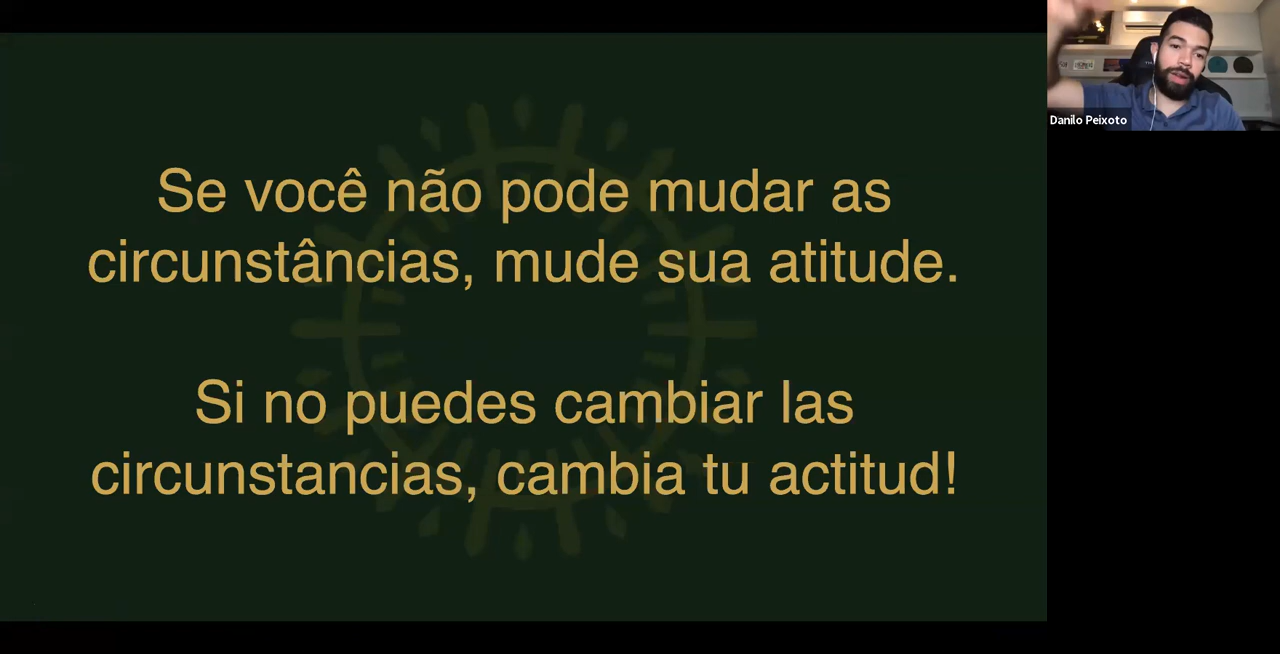 Se você não pode mudar as
circunstâncias, mude sua atitude.
Si no puedes cambiar las
circunstancias, cambia tu actitud!
Danilo Peixoto